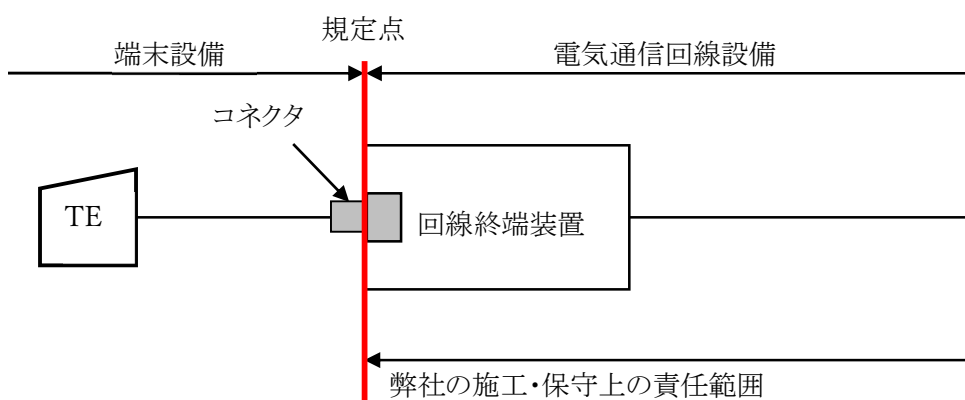 規定点
端末設備
電気通信回線設備
コネクタ
TE
回線終端装置
弊社の施工・保守上の責任範囲